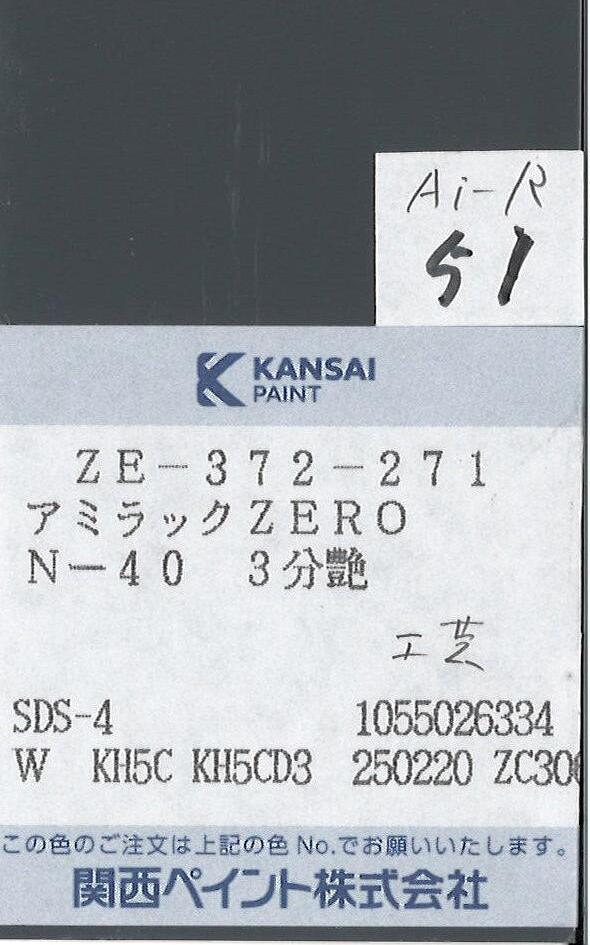 Ai-R
51
KANSAI
PAINT
ZE-372-271
アミラックZERO
N-40 3分艶
工芸
SDS-4 1055026334
W KH5C KH5CD3 250220 ZC300
この色のご注文は上記の色 No.でお願いいたします。
関西ペイント株式会社